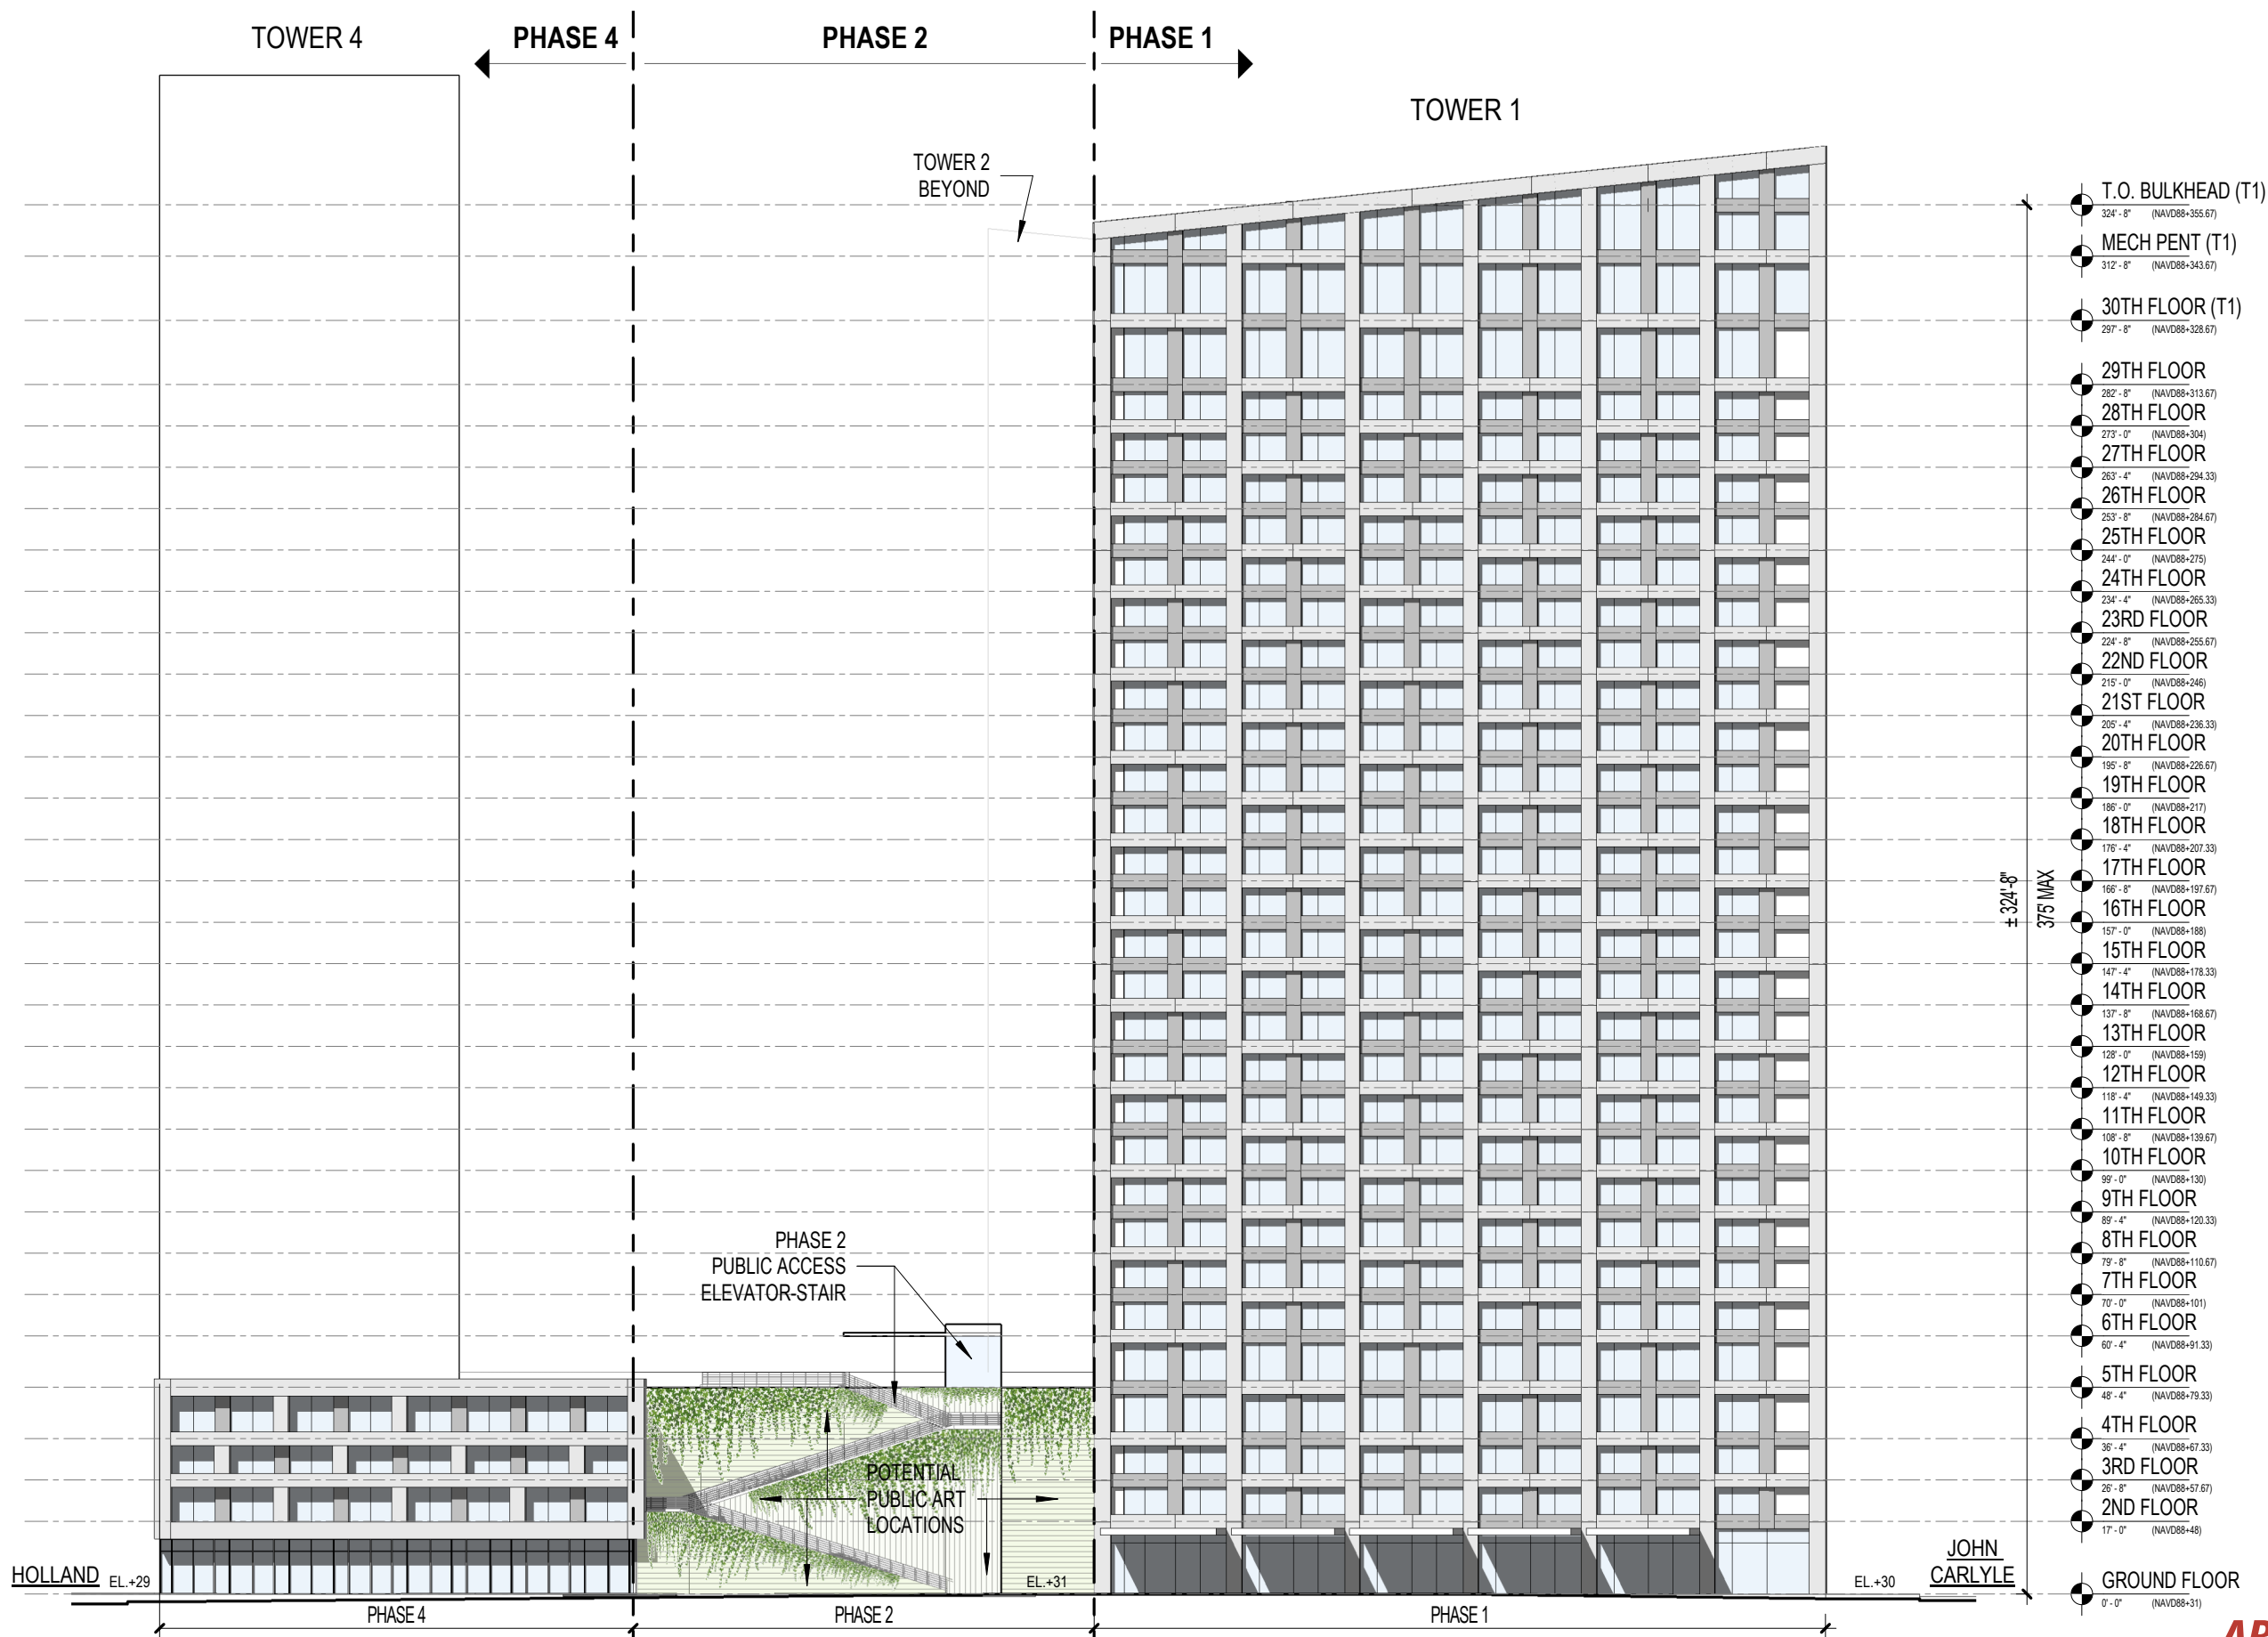 TOWER 4
PHASE 4
PHASE 2
PHASE 1
TOWER 1
TOWER 2
BEYOND
T.O. BULKHEAD (T1)
324' - 8" (NAVD88+355.67)
MECH PENT (T1)
312' - 8" (NAVD88+343.67)
30TH FLOOR (T1)
297' - 8" (NAVD88+328.67)
29TH FLOOR
282' - 8" (NAVD88+313.67)
28TH FLOOR
273' - 0" (NAVD88+304)
27TH FLOOR
263' - 4" (NAVD88+294.33)
26TH FLOOR
253' - 8" (NAVD88+284.67)
25TH FLOOR
244' - 0" (NAVD88+275)
24TH FLOOR
234' - 4" (NAVD88+265.33)
23RD FLOOR
224' - 8" (NAVD88+255.67)
22ND FLOOR
215' - 0" (NAVD88+246)
21ST FLOOR
205' - 4" (NAVD88+236.33)
20TH FLOOR
195' - 8" (NAVD88+226.67)
19TH FLOOR
186' - 0" (NAVD88+217)
18TH FLOOR
176' - 4" (NAVD88+207.33)
17TH FLOOR
166' - 8" (NAVD88+197.67)
16TH FLOOR
157' - 0" (NAVD88+188)
15TH FLOOR
147' - 4" (NAVD88+178.33)
14TH FLOOR
137' - 8" (NAVD88+168.67)
13TH FLOOR
128' - 0" (NAVD88+159)
12TH FLOOR
118' - 4" (NAVD88+149.33)
11TH FLOOR
108' - 8" (NAVD88+139.67)
10TH FLOOR
99' - 0" (NAVD88+130)
9TH FLOOR
89' - 4" (NAVD88+120.33)
8TH FLOOR
79' - 8" (NAVD88+110.67)
7TH FLOOR
70' - 0" (NAVD88+101)
6TH FLOOR
60' - 4" (NAVD88+91.33)
5TH FLOOR
48' - 4" (NAVD88+79.33)
4TH FLOOR
36' - 4" (NAVD88+67.33)
3RD FLOOR
26' - 8" (NAVD88+57.67)
2ND FLOOR
17' - 0" (NAVD88+48)
GROUND FLOOR
0' - 0" (NAVD88+31)
± 324'-8"
375' MAX
PHASE 2
PUBLIC ACCESS
ELEVATOR-STAIR
POTENTIAL
PUBLIC ART
LOCATIONS
HOLLAND EL.+29
EL.+31
EL.+30
JOHN
CARLYLE
PHASE 4
PHASE 2
PHASE 1